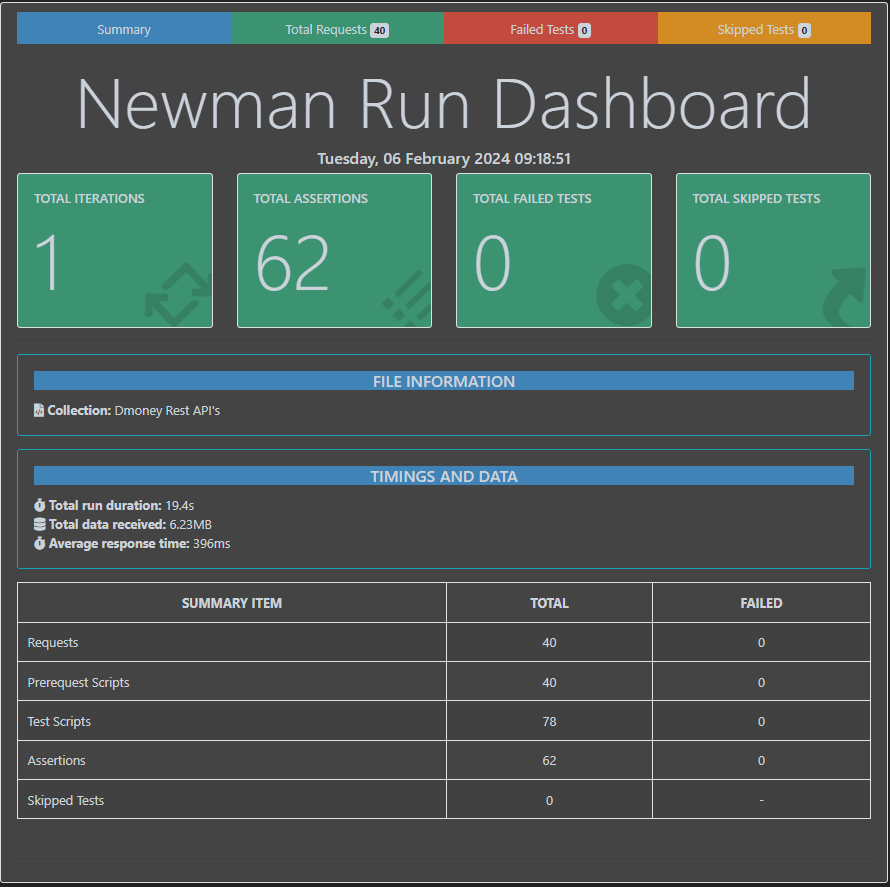 Summary Total Requests 40 Failed Tests 0 Skipped Tests 0
Newman Run Dashboard
Tuesday, 06 February 2024 09:18:51
TOTAL ITERATIONS TOTAL ASSERTIONS TOTAL FAILED TESTS TOTAL SKIPPED TESTS
1 62 0 0
FILE INFORMATION
Collection: Dmoney Rest API's
TIMINGS AND DATA
Total run duration: 19.4s
Total data received: 6.23MB
Average response time: 396ms
SUMMARY ITEM TOTAL FAILED
Requests 40 0
Prerequest Scripts 40 0
Test Scripts 78 0
Assertions 62 0
Skipped Tests 0 -